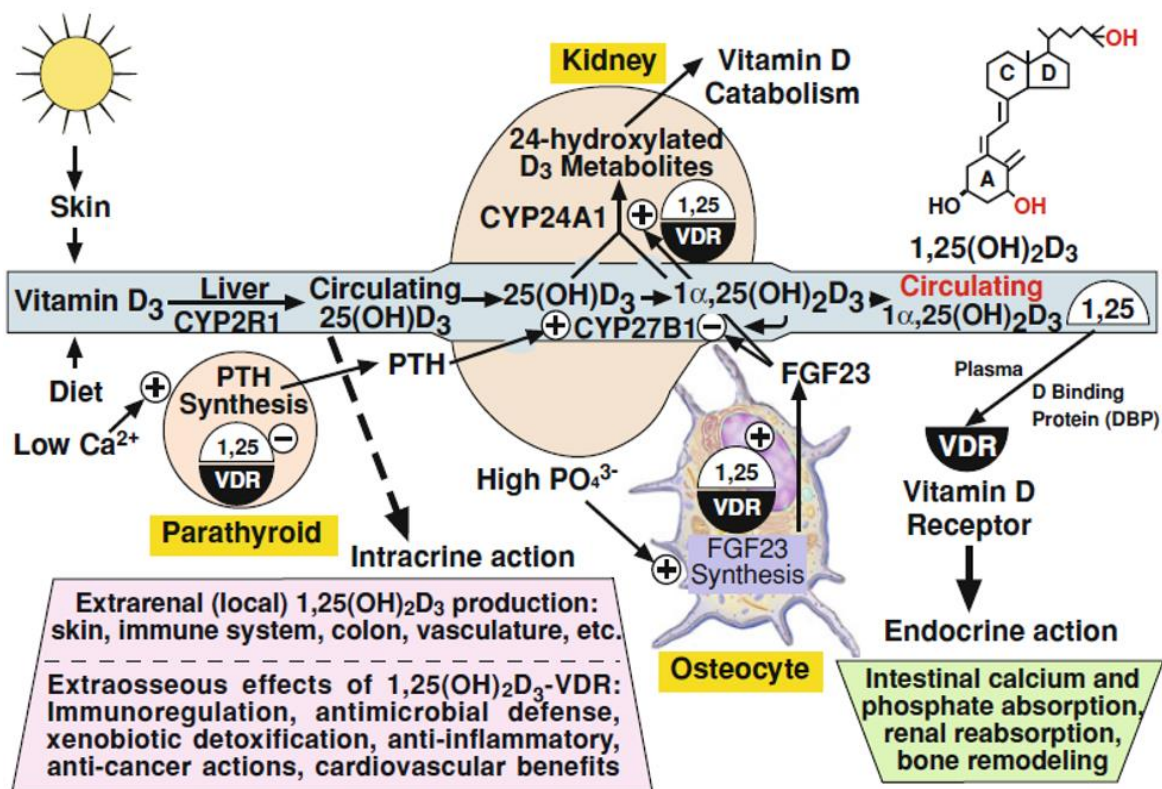 Kidney
Vitamin D
Catabolism
24-hydroxylated
D₃ Metabolites
CYP24A1
+
1,25
VDR
OH
C
D
A
HO
OH
1,25(OH)₂D₃
Skin
Vitamin D₃
Liver
CYP2R1
Circulating
25(OH)D₃
25(OH)D₃
1α,25(OH)₂D₃
Circulating
1α,25(OH)₂D₃
1,25
+
CYP27B1
−
Diet
+
Low Ca²⁺
PTH
Synthesis
1,25
−
VDR
Parathyroid
PTH
FGF23
Plasma
D Binding
Protein (DBP)
VDR
Vitamin D
Receptor
High PO₄³⁻
+
+
1,25
VDR
FGF23
Synthesis
Osteocyte
Intracrine action
Extrarenal (local) 1,25(OH)₂D₃ production:
skin, immune system, colon, vasculature, etc.
Extraosseous effects of 1,25(OH)₂D₃-VDR:
Immunoregulation, antimicrobial defense,
xenobiotic detoxification, anti-inflammatory,
anti-cancer actions, cardiovascular benefits
Endocrine action
Intestinal calcium and
phosphate absorption,
renal reabsorption,
bone remodeling